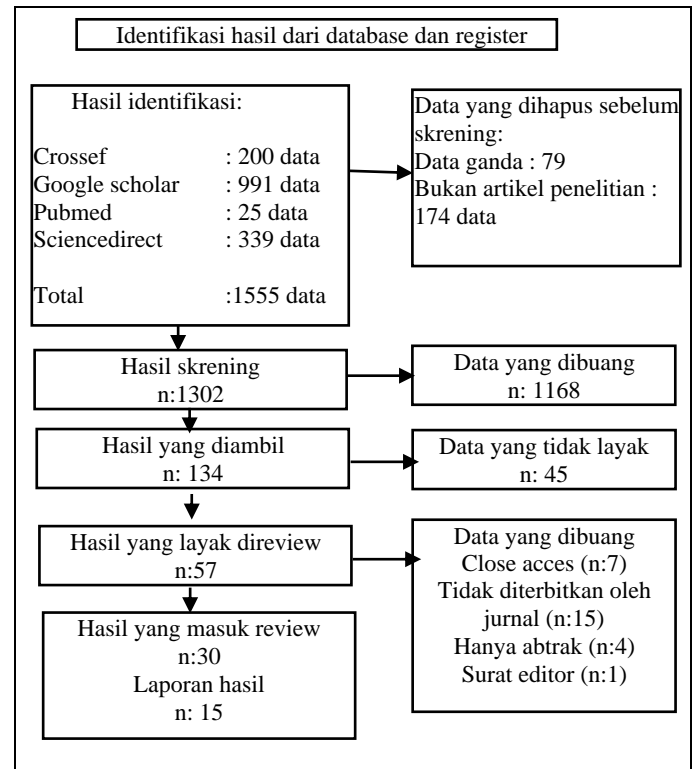 Identifikasi hasil dari database dan register
Hasil identifikasi:
Crossef : 200 data
Google scholar : 991 data
Pubmed : 25 data
Sciencedirect : 339 data
Total :1555 data
Data yang dihapus sebelum
skrening:
Data ganda : 79
Bukan artikel penelitian :
174 data
Hasil skrening
n:1302
Data yang dibuang
n: 1168
Hasil yang diambil
n: 134
Data yang tidak layak
n: 45
Hasil yang layak direview
n:57
Data yang dibuang
Close acces (n:7)
Tidak diterbitkan oleh
jurnal (n:15)
Hanya abtrak (n:4)
Surat editor (n:1)
Hasil yang masuk review
n:30
Laporan hasil
n: 15